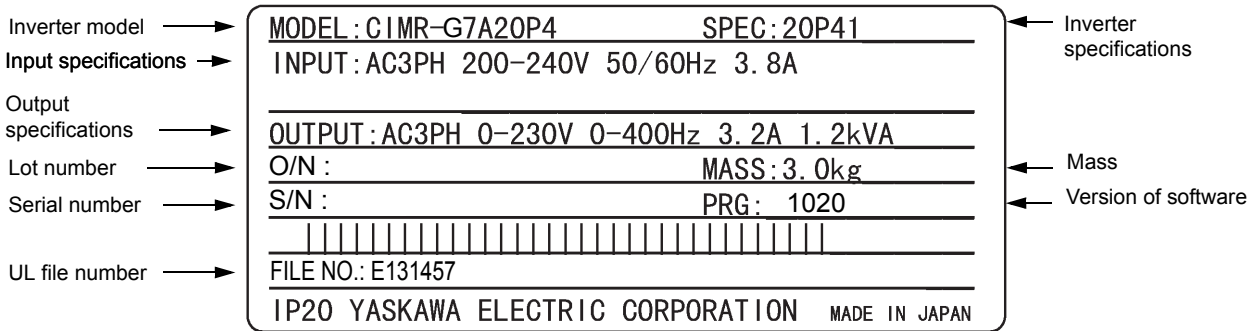 Inverter model
MODEL:CIMR-G7A20P4 SPEC:20P41
Inverter specifications
Input specifications
INPUT:AC3PH 200-240V 50/60Hz 3.8A
Output specifications
OUTPUT:AC3PH 0-230V 0-400Hz 3.2A 1.2kVA
Lot number
O/N : MASS:3.0kg
Mass
Serial number
S/N : PRG: 1020
Version of software
UL file number
FILE NO.: E131457
IP20 YASKAWA ELECTRIC CORPORATION MADE IN JAPAN